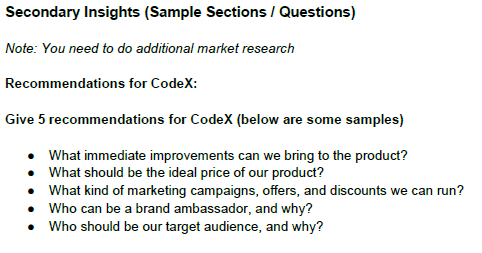 Secondary Insights (Sample Sections / Questions)
Note: You need to do additional market research
Recommendations for CodeX:
Give 5 recommendations for CodeX (below are some samples)
● What immediate improvements can we bring to the product?
● What should be the ideal price of our product?
● What kind of marketing campaigns, offers, and discounts we can run?
● Who can be a brand ambassador, and why?
● Who should be our target audience, and why?